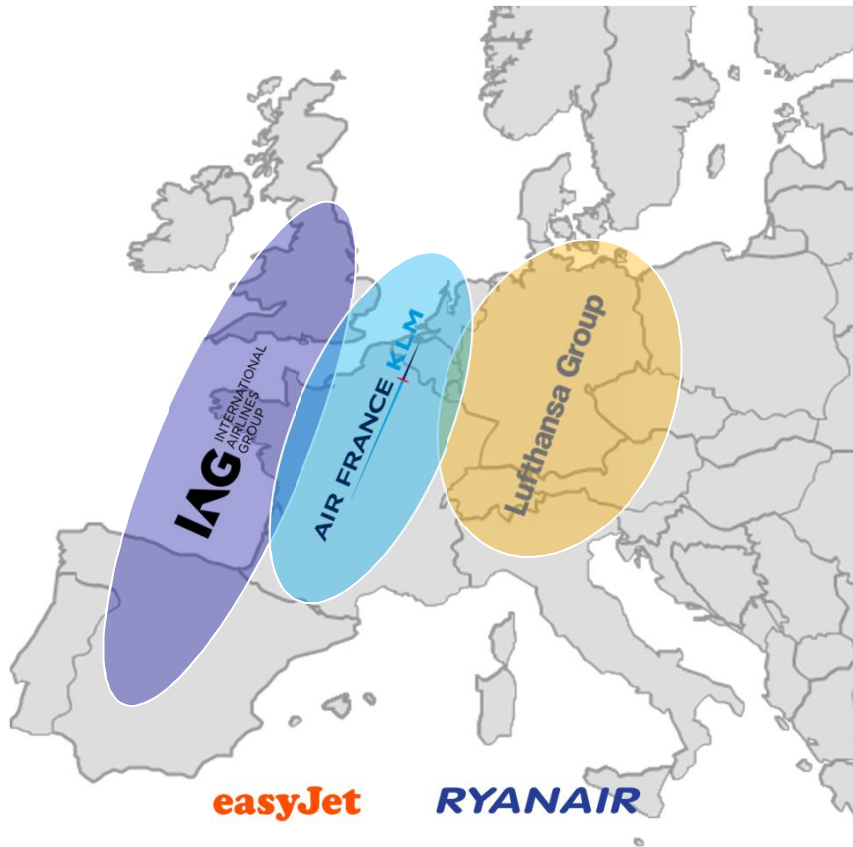 IAG
INTERNATIONAL
AIRLINES
GROUP
AIR FRANCE KLM
Lufthansa Group
easyJet
RYANAIR